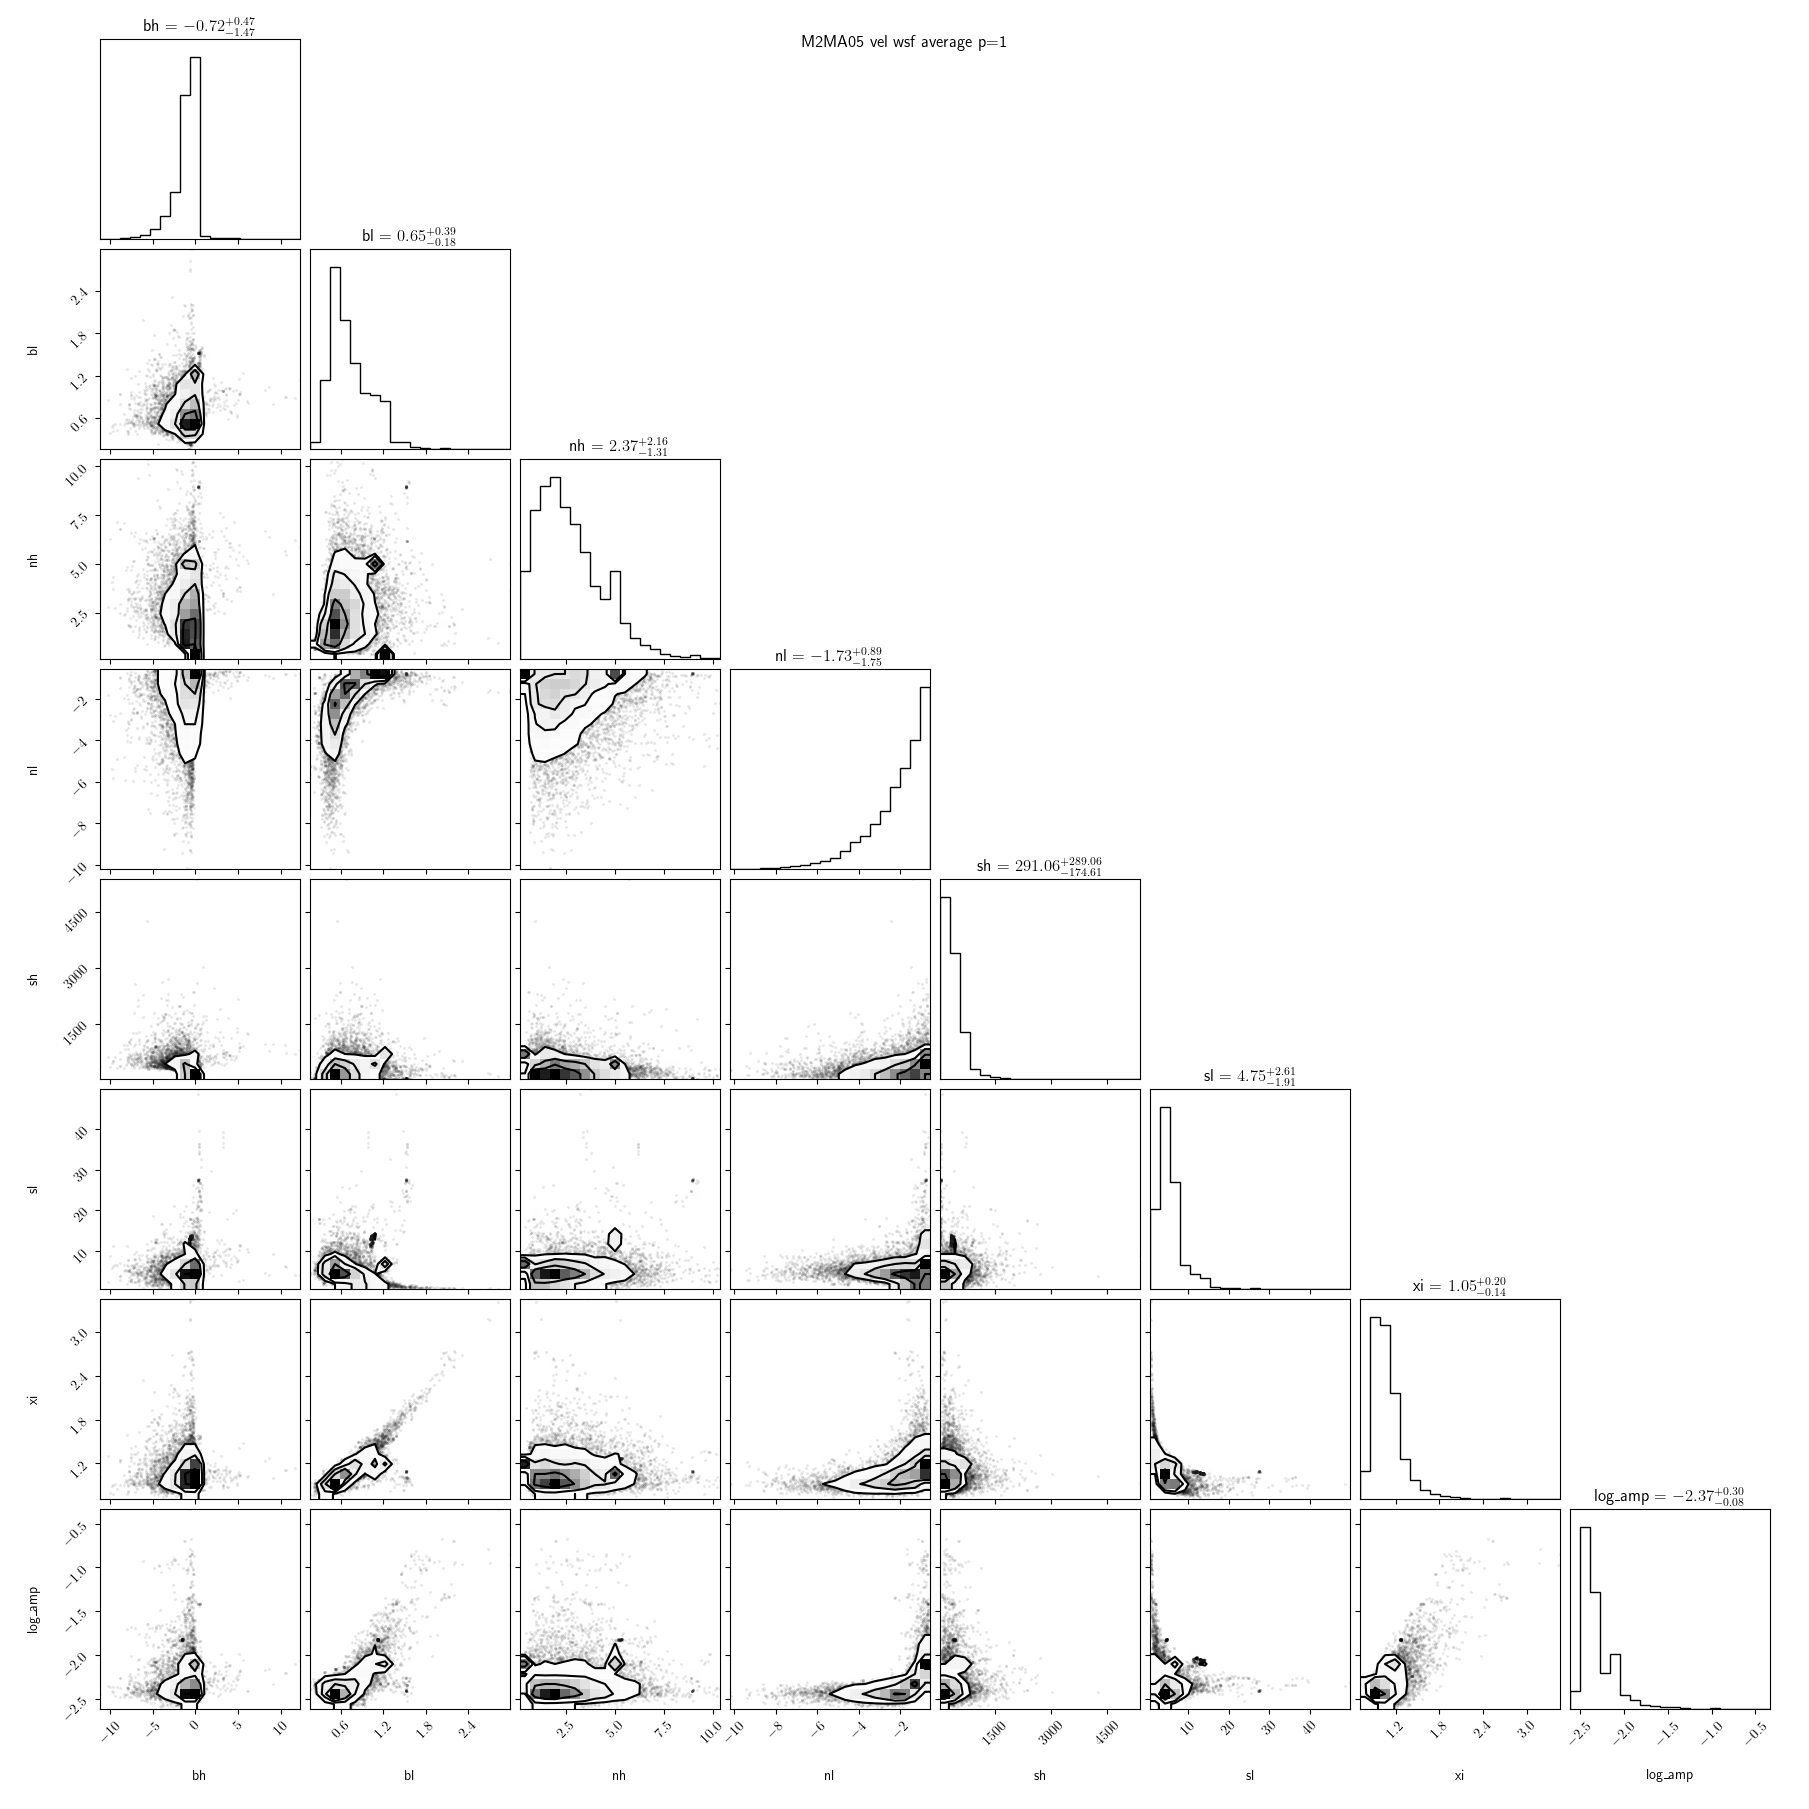 M2MA05 vel wsf average p=1
bh = −0.72 +0.47 −1.47
bl = 0.65 +0.39 −0.18
nh = 2.37 +2.16 −1.31
nl = −1.73 +0.89 −1.75
sh = 291.06 +289.06 −174.61
sl = 4.75 +2.61 −1.91
xi = 1.05 +0.20 −0.14
log_amp = −2.37 +0.30 −0.08
bl
2.4
1.8
1.2
0.6
nh
10.0
7.5
5.0
2.5
nl
−2
−4
−6
−8
−10
sh
4500
3000
1500
sl
40
30
20
10
xi
3.0
2.4
1.8
1.2
log_amp
−0.5
−1.0
−1.5
−2.0
−2.5
−10 −5 0 5 10
0.6 1.2 1.8 2.4
2.5 5.0 7.5 10.0
−10 −8 −6 −4 −2
1500 3000 4500
10 20 30 40
1.2 1.8 2.4 3.0
−2.5 −2.0 −1.5 −1.0 −0.5
bh bl nh nl sh sl xi log_amp